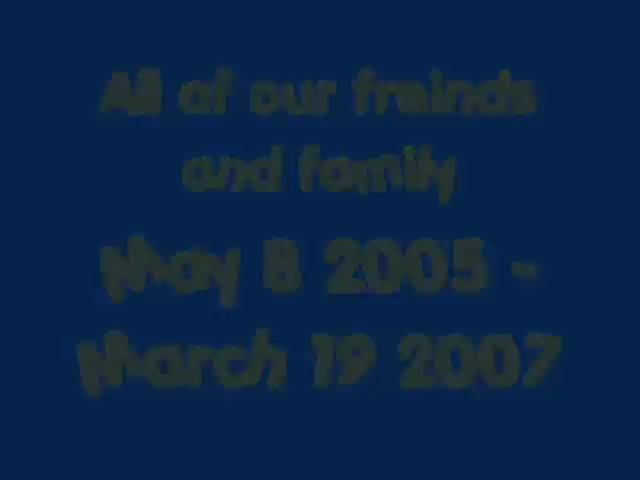 All of our freinds
and family
May 8 2005 -
March 19 2007